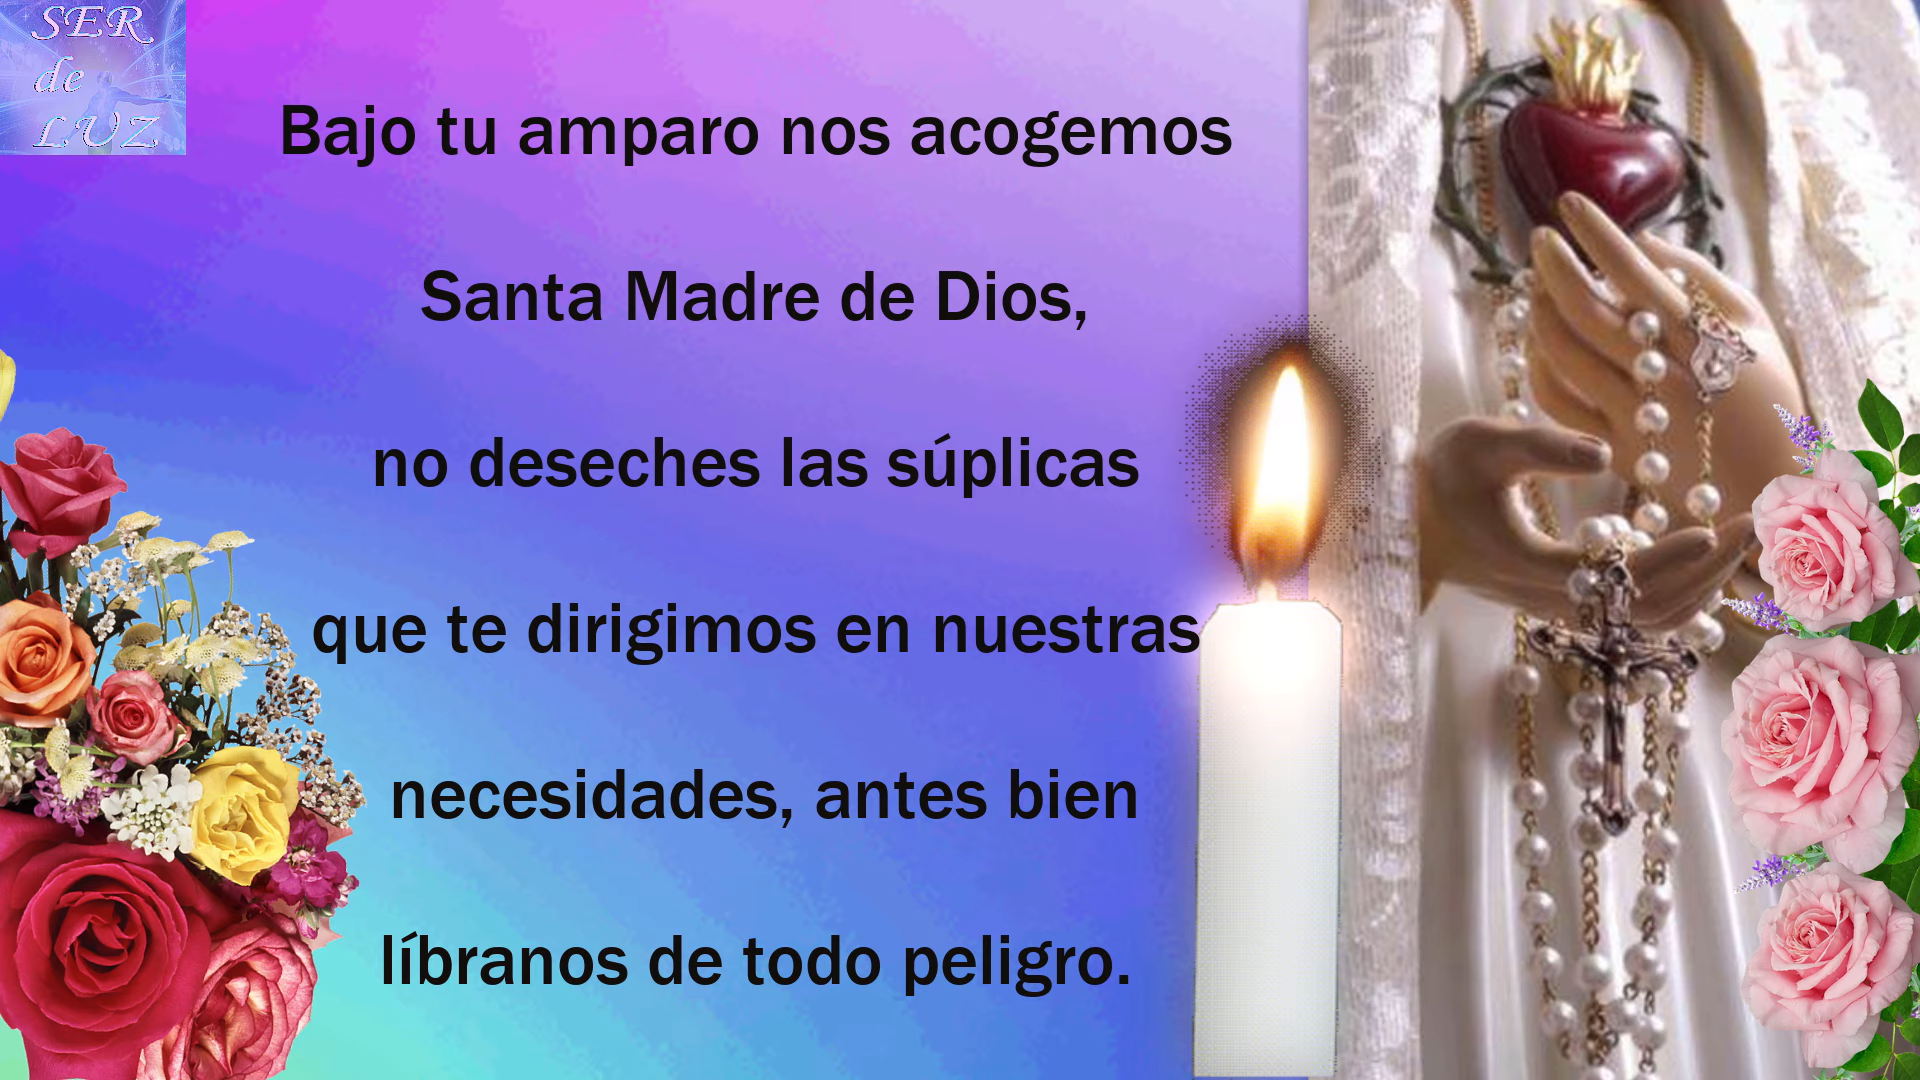 SER
de
LUZ
Bajo tu amparo nos acogemos
Santa Madre de Dios,
no deseches las súplicas
que te dirigimos en nuestras
necesidades, antes bien
líbranos de todo peligro.